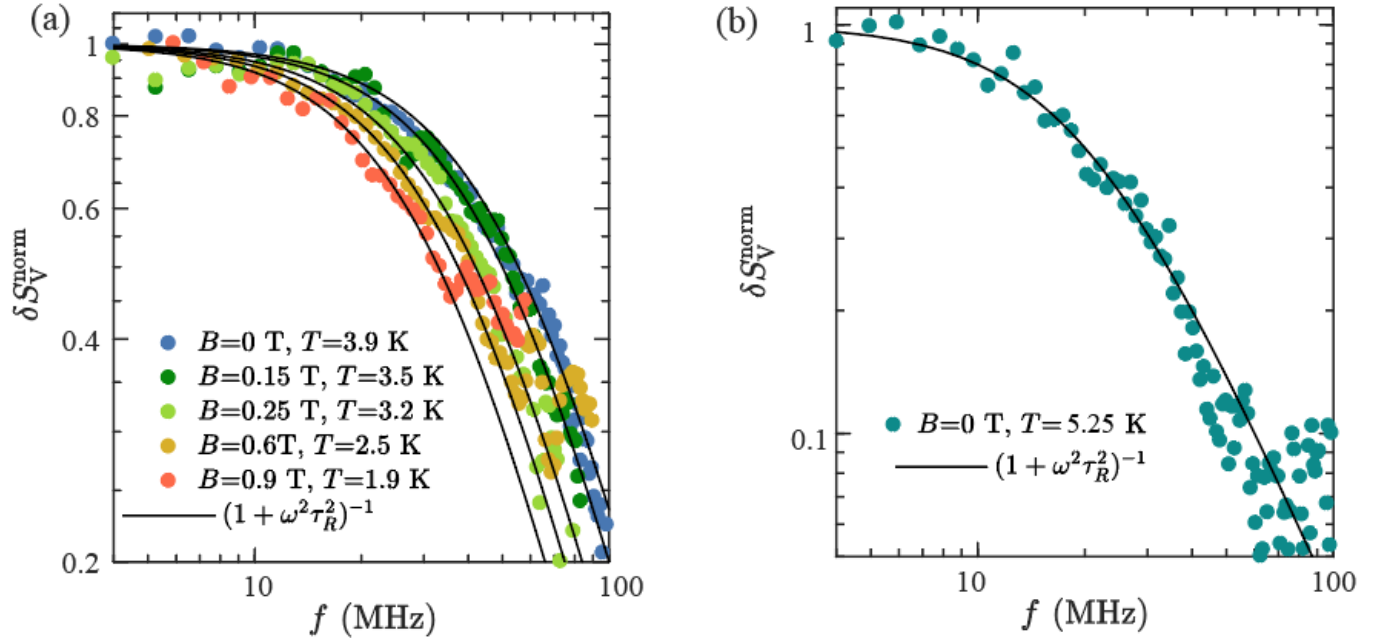 (a)
1
0.8
0.6
0.4
0.2
δS_V^norm
B=0 T, T=3.9 K
B=0.15 T, T=3.5 K
B=0.25 T, T=3.2 K
B=0.6T, T=2.5 K
B=0.9 T, T=1.9 K
(1 + ω²τ_R²)⁻¹
10 100
f (MHz)
(b)
1
0.1
δS_V^norm
B=0 T, T=5.25 K
(1 + ω²τ_R²)⁻¹
10 100
f (MHz)